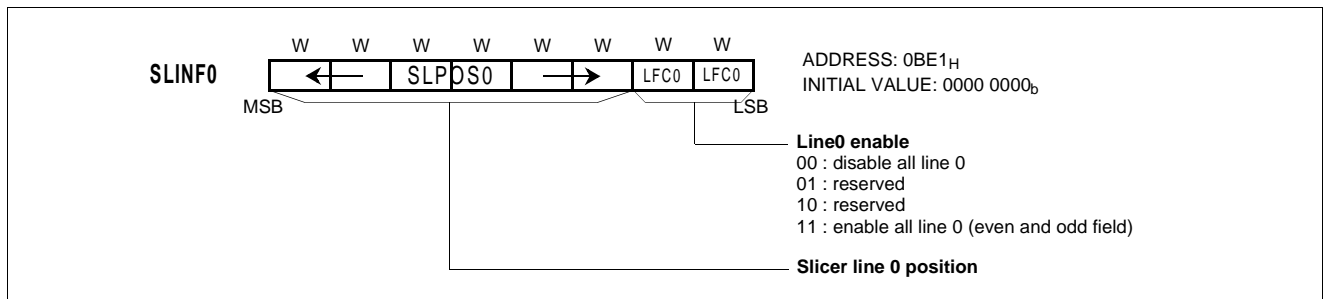 W W W W W W W W
SLINF0 SLPOS0 LFC0 LFC0
MSB LSB
ADDRESS: 0BE1H
INITIAL VALUE: 0000 0000b
Line0 enable
00 : disable all line 0
01 : reserved
10 : reserved
11 : enable all line 0 (even and odd field)
Slicer line 0 position